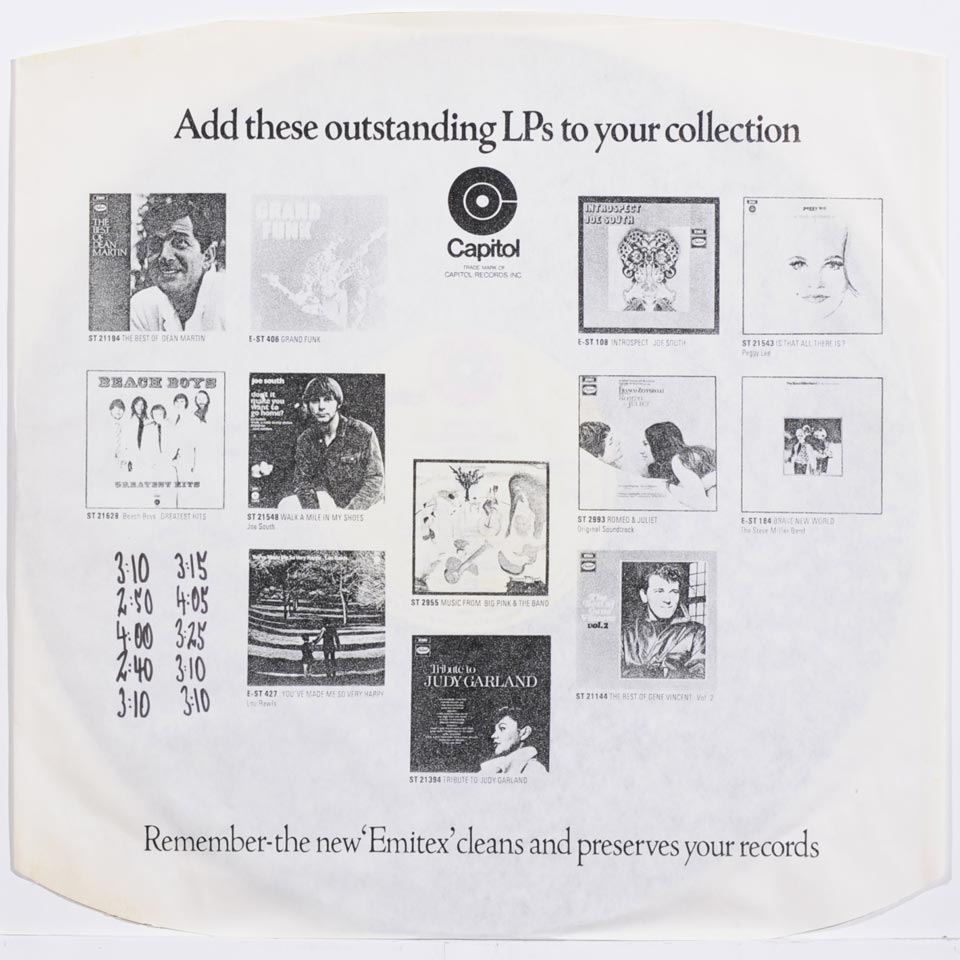 Add these outstanding LPs to your collection
Capitol
TRADE MARK OF
CAPITOL RECORDS INC.
THE
BEST
OF
DEAN
MARTIN
ST 21194 THE BEST OF DEAN MARTIN
GRAND
FUNK
E-ST 406 GRAND FUNK
INTROSPECT
JOE SOUTH
E-ST 108 INTROSPECT JOE SOUTH
ST 21543 IS THAT ALL THERE IS?
Peggy Lee
BEACH BOYS
GREATEST HITS
ST 21628 Beach Boys GREATEST HITS
joe south
don't it
make you
want to
go home?
ST 21548 WALK A MILE IN MY SHOES
Joe South
ROMEO
& JULIET
ST 2993 ROMEO & JULIET
Original Soundtrack
E-ST 184 BRAVE NEW WORLD
The Steve Miller Band
ST 2955 MUSIC FROM BIG PINK & THE BAND
3:10 3:15
2:50 4:05
4:00 3:25
2:40 3:10
3:10 3:10
E-ST 427 YOU'VE MADE ME SO VERY HAPPY
Lou Rawls
Tribute to
JUDY GARLAND
ST 21394 TRIBUTE TO JUDY GARLAND
vol.2
ST 21144 THE BEST OF GENE VINCENT Vol. 2
Remember-the new 'Emitex' cleans and preserves your records